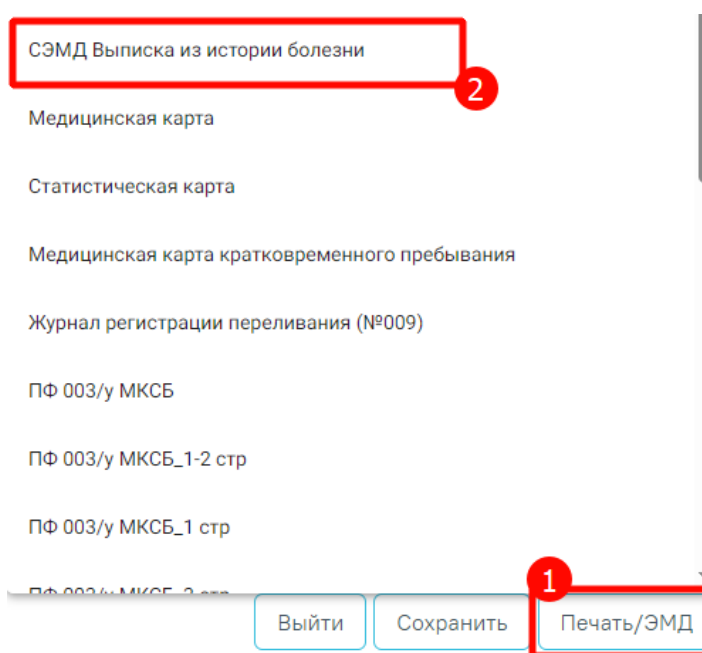 СЭМД Выписка из истории болезни
2
Медицинская карта
Статистическая карта
Медицинская карта кратковременного пребывания
Журнал регистрации переливания (№009)
ПФ 003/у МКСБ
ПФ 003/у МКСБ_1-2 стр
ПФ 003/у МКСБ_1 стр
1
Выйти Сохранить Печать/ЭМД